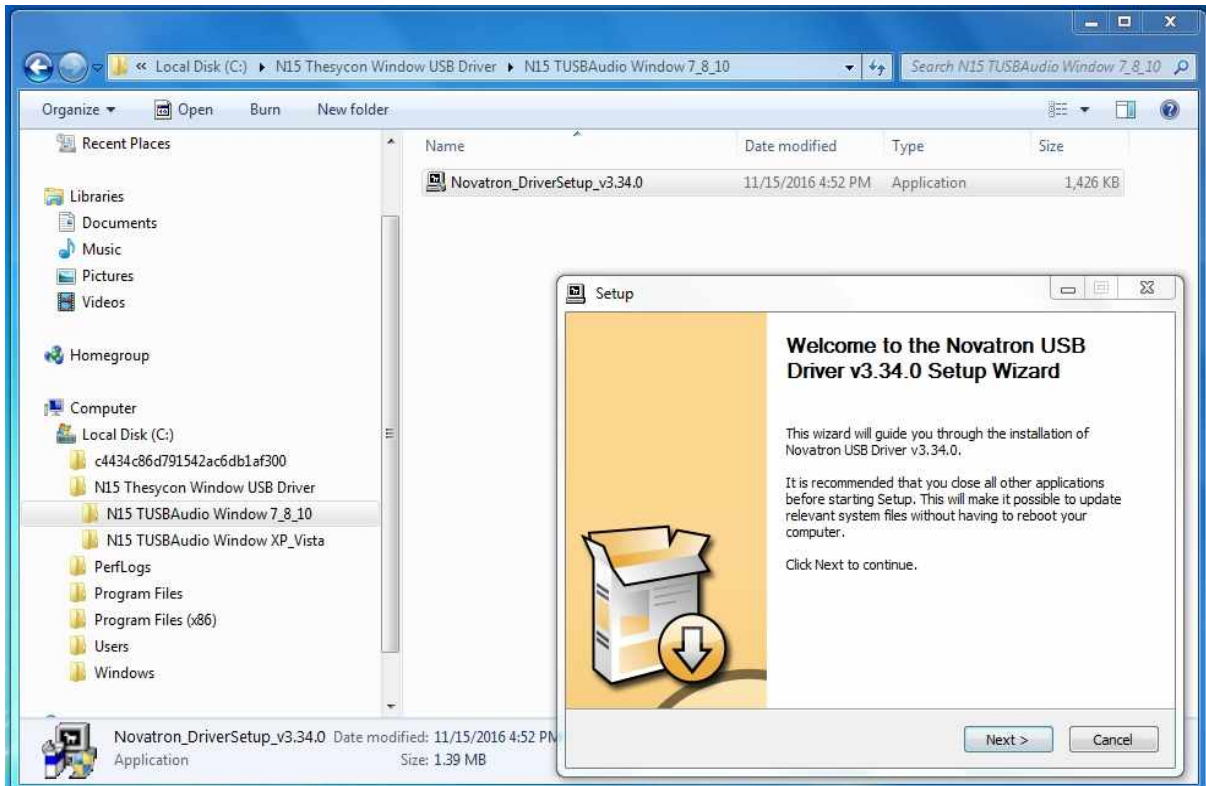 « Local Disk (C:) ▸ N15 Thesycon Window USB Driver ▸ N15 TUSBAudio Window 7_8_10
Search N15 TUSBAudio Window 7_8_10
Organize
Open
Burn
New folder
Recent Places
Libraries
Documents
Music
Pictures
Videos
Homegroup
Computer
Local Disk (C:)
c4434c86d791542ac6db1af300
N15 Thesycon Window USB Driver
N15 TUSBAudio Window 7_8_10
N15 TUSBAudio Window XP_Vista
PerfLogs
Program Files
Program Files (x86)
Users
Windows
Name Date modified Type Size
Novatron_DriverSetup_v3.34.0 11/15/2016 4:52 PM Application 1,426 KB
Setup
Welcome to the Novatron USB
Driver v3.34.0 Setup Wizard
This wizard will guide you through the installation of
Novatron USB Driver v3.34.0.
It is recommended that you close all other applications
before starting Setup. This will make it possible to update
relevant system files without having to reboot your
computer.
Click Next to continue.
Next >
Cancel
Novatron_DriverSetup_v3.34.0 Date modified: 11/15/2016 4:52 PM
Application Size: 1.39 MB